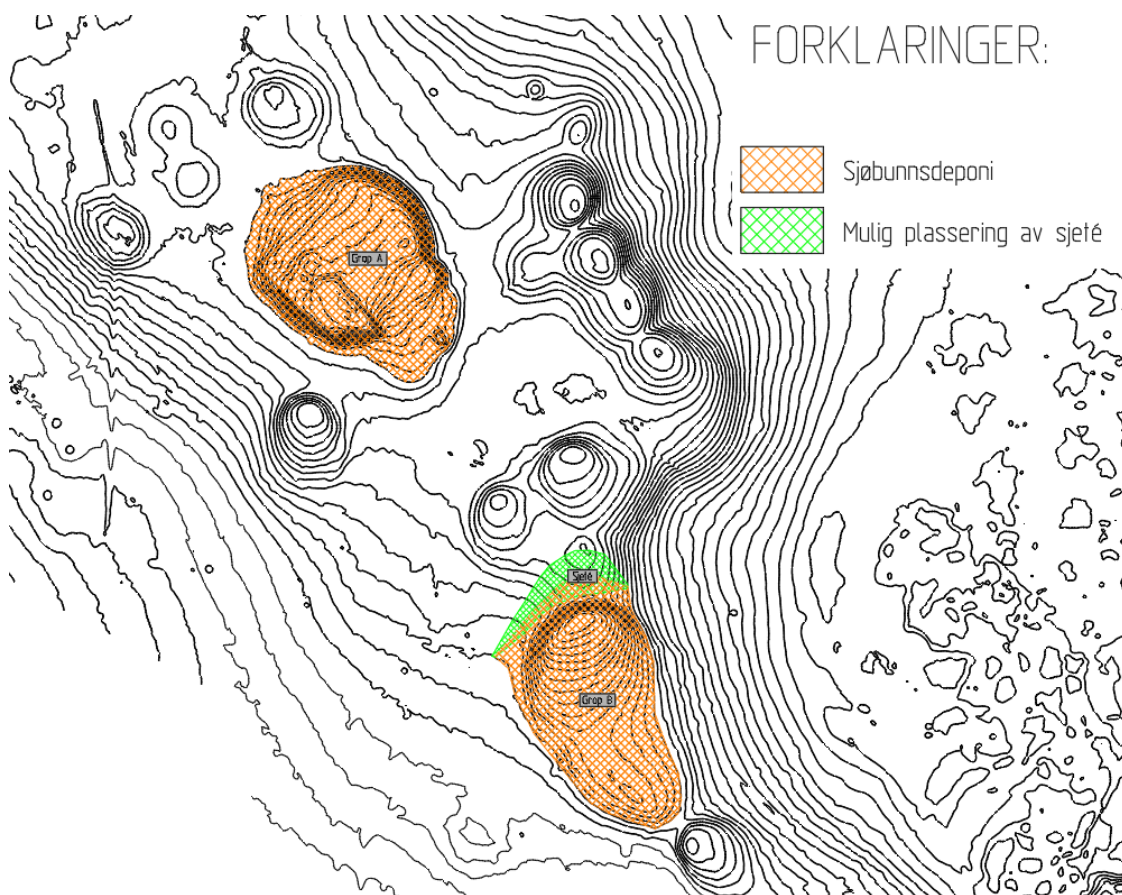 FORKLARINGER:
Sjøbunnsdeponi
Mulig plassering av sjeté
Grop A
Sjeté
Grop B